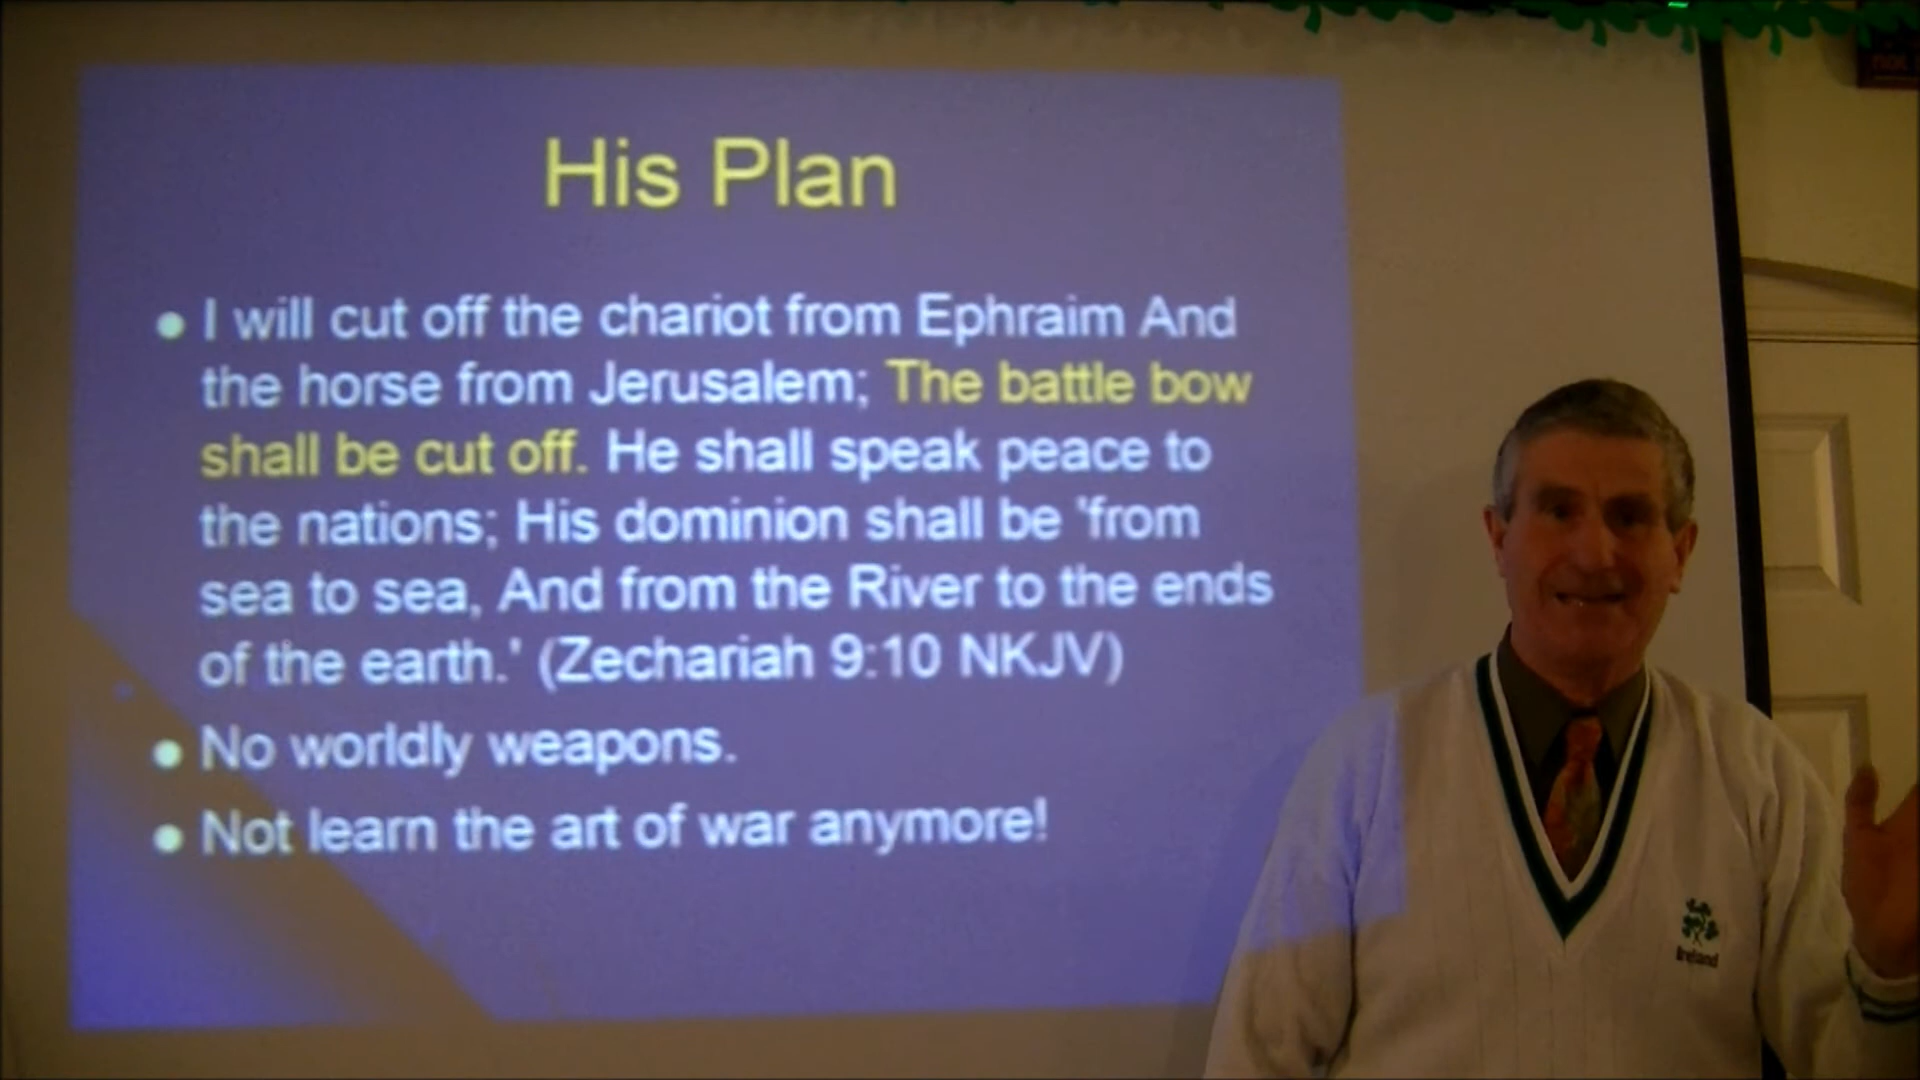 His Plan
• I will cut off the chariot from Ephraim And
the horse from Jerusalem; The battle bow
shall be cut off. He shall speak peace to
the nations; His dominion shall be 'from
sea to sea, And from the River to the ends
of the earth.' (Zechariah 9:10 NKJV)
• No worldly weapons.
• Not learn the art of war anymore!
Ireland